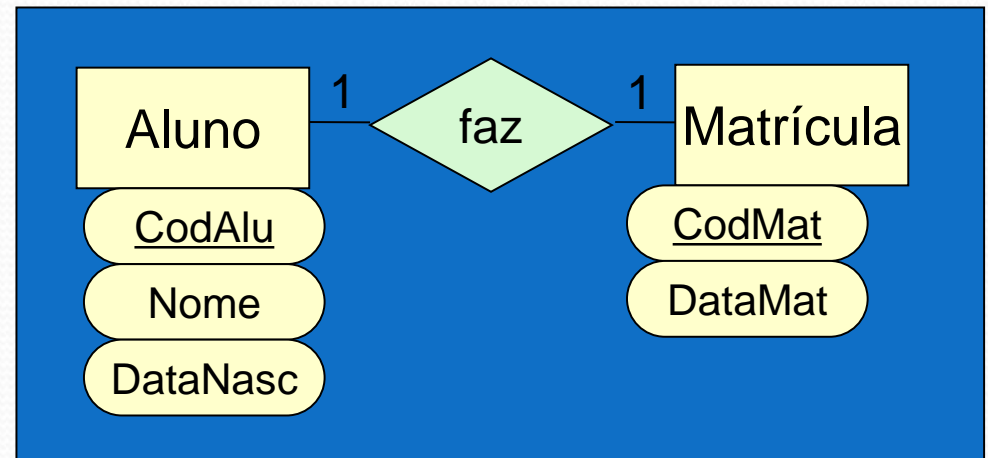 Aluno
1
faz
1
Matrícula
CodAlu
Nome
DataNasc
CodMat
DataMat